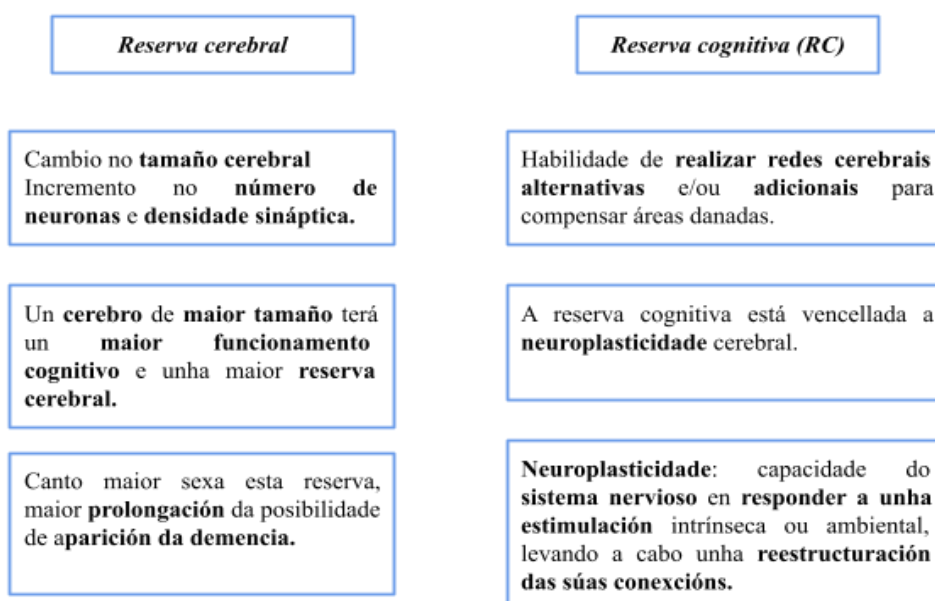 Reserva cerebral
Cambio no tamaño cerebral
Incremento no número de
neuronas e densidade sináptica.
Un cerebro de maior tamaño terá
un maior funcionamento
cognitivo e unha maior reserva
cerebral.
Canto maior sexa esta reserva,
maior prolongación da posibilidade
de aparición da demencia.
Reserva cognitiva (RC)
Habilidade de realizar redes cerebrais
alternativas e/ou adicionais para
compensar áreas danadas.
A reserva cognitiva está vencellada a
neuroplasticidade cerebral.
Neuroplasticidade: capacidade do
sistema nervioso en responder a unha
estimulación intrínseca ou ambiental,
levando a cabo unha reestructuración
das súas conexcións.